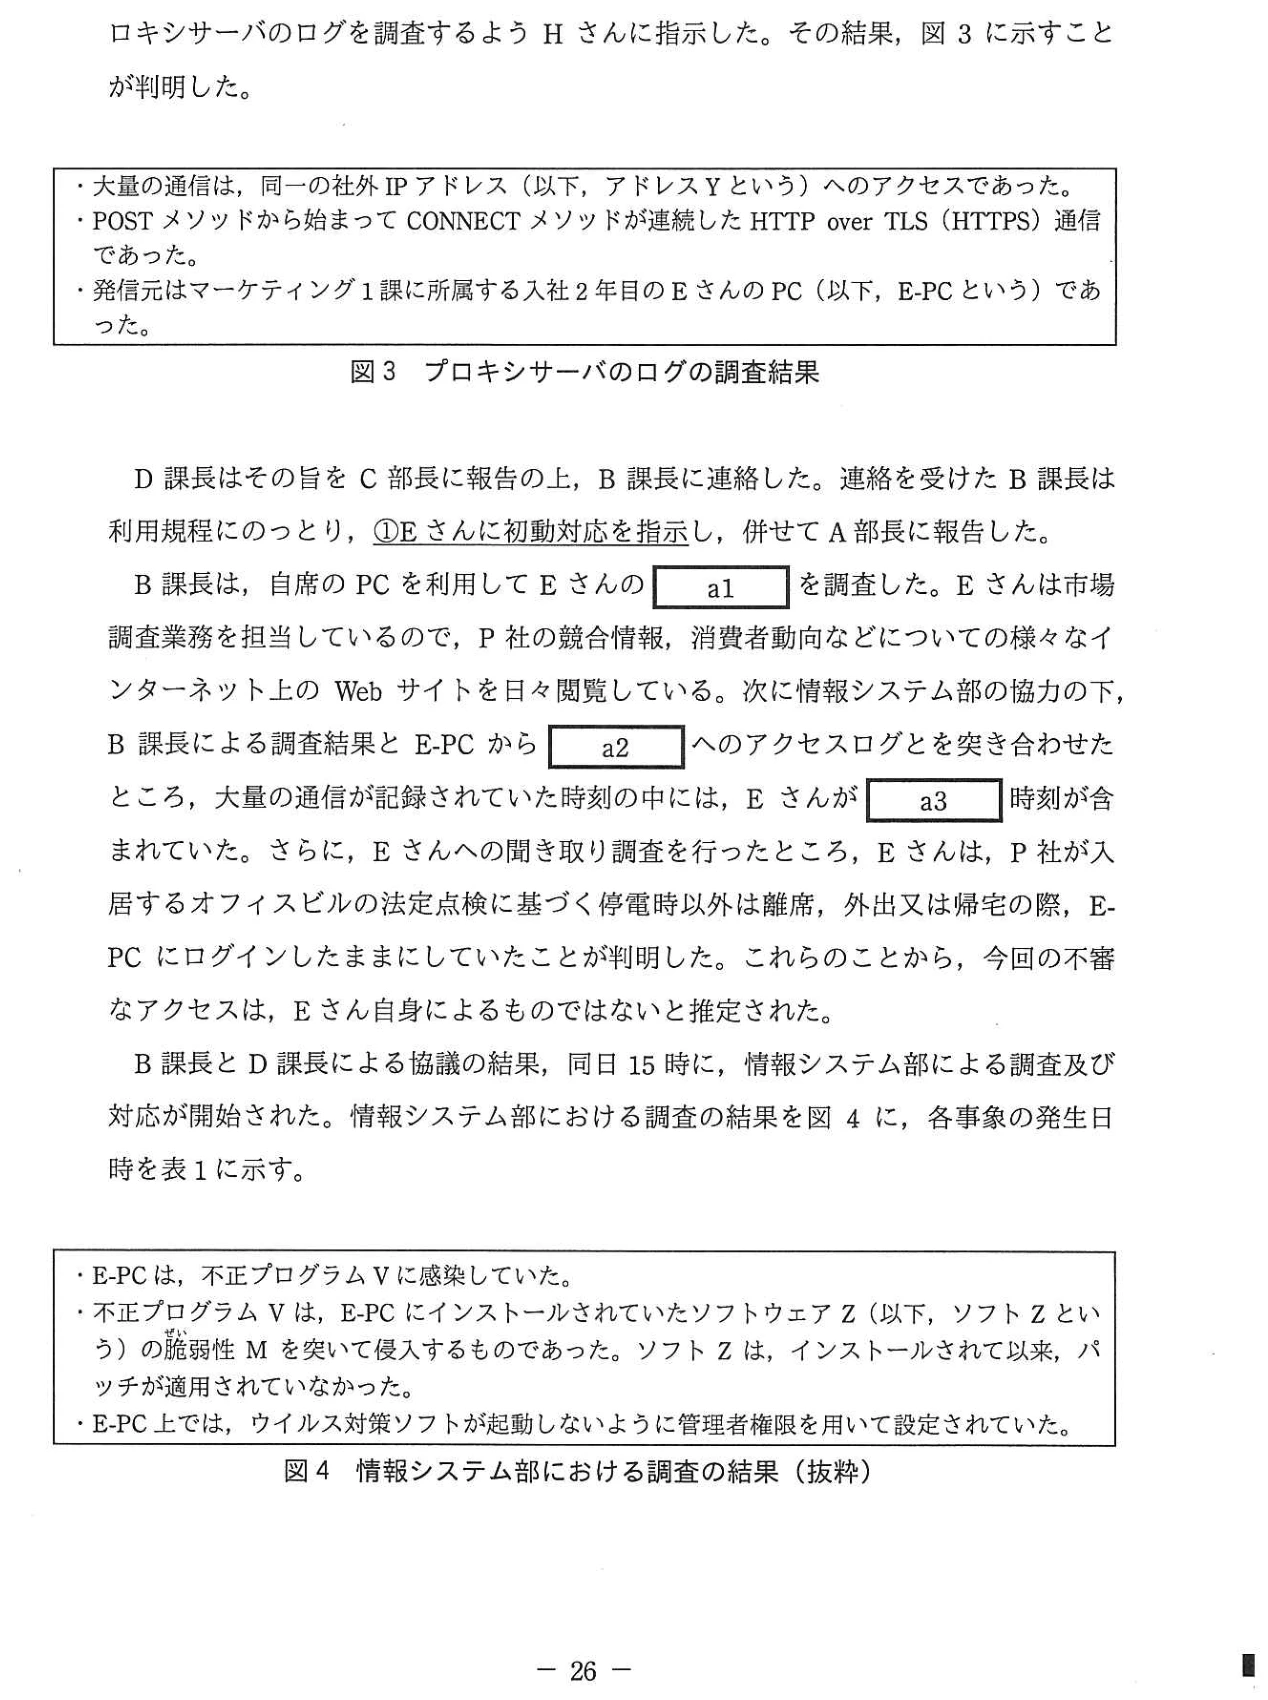 ロキシサーバのログを調査するよう H さんに指示した。その結果，図 3 に示すこと
が判明した。
・大量の通信は，同一の社外 IP アドレス（以下，アドレス Y という）へのアクセスであった。
・POST メソッドから始まって CONNECT メソッドが連続した HTTP over TLS（HTTPS）通信
であった。
・発信元はマーケティング 1 課に所属する入社 2 年目の E さんの PC（以下，E-PC という）であ
った。
図 3　プロキシサーバのログの調査結果
D 課長はその旨を C 部長に報告の上，B 課長に連絡した。連絡を受けた B 課長は
利用規程にのっとり，①E さんに初動対応を指示し，併せて A 部長に報告した。
B 課長は，自席の PC を利用して E さんの a1 を調査した。E さんは市場
調査業務を担当しているので，P 社の競合情報，消費者動向などについての様々なイ
ンターネット上の Web サイトを日々閲覧している。次に情報システム部の協力の下，
B 課長による調査結果と E-PC から a2 へのアクセスログとを突き合わせた
ところ，大量の通信が記録されていた時刻の中には，E さんが a3 時刻が含
まれていた。さらに，E さんへの聞き取り調査を行ったところ，E さんは，P 社が入
居するオフィスビルの法定点検に基づく停電時以外は離席，外出又は帰宅の際，E-
PC にログインしたままにしていたことが判明した。これらのことから，今回の不審
なアクセスは，E さん自身によるものではないと推定された。
B 課長と D 課長による協議の結果，同日 15 時に，情報システム部による調査及び
対応が開始された。情報システム部における調査の結果を図 4 に，各事象の発生日
時を表 1 に示す。
・E-PC は，不正プログラム V に感染していた。
・不正プログラム V は，E-PC にインストールされていたソフトウェア Z（以下，ソフト Z とい
う）の脆弱性 M を突いて侵入するものであった。ソフト Z は，インストールされて以来，パ
ぜい
ッチが適用されていなかった。
・E-PC 上では，ウイルス対策ソフトが起動しないように管理者権限を用いて設定されていた。
図 4　情報システム部における調査の結果（抜粋）
－ 26 －